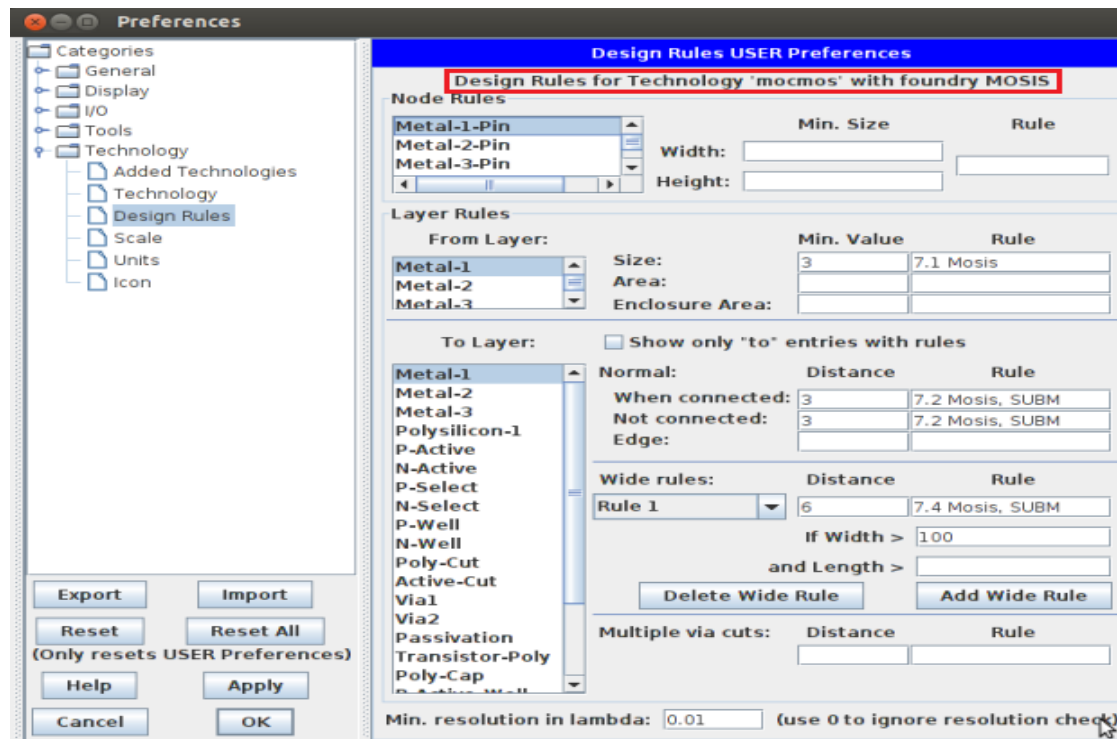 Preferences
Categories
General
Display
I/O
Tools
Technology
Added Technologies
Technology
Design Rules
Scale
Units
Icon
Export Import
Reset Reset All
(Only resets USER Preferences)
Help Apply
Cancel OK
Design Rules USER Preferences
Design Rules for Technology 'mocmos' with foundry MOSIS
Node Rules
Metal-1-Pin
Metal-2-Pin
Metal-3-Pin
Min. Size Rule
Width:
Height:
Layer Rules
From Layer: Min. Value Rule
Metal-1
Metal-2
Metal-3
Size: 3 7.1 Mosis
Area:
Enclosure Area:
To Layer: Show only "to" entries with rules
Metal-1
Metal-2
Metal-3
Polysilicon-1
P-Active
N-Active
P-Select
N-Select
P-Well
N-Well
Poly-Cut
Active-Cut
Via1
Via2
Passivation
Transistor-Poly
Poly-Cap
P-Active-Well
Normal: Distance Rule
When connected: 3 7.2 Mosis, SUBM
Not connected: 3 7.2 Mosis, SUBM
Edge:
Wide rules: Distance Rule
Rule 1 6 7.4 Mosis, SUBM
If Width > 100
and Length >
Delete Wide Rule Add Wide Rule
Multiple via cuts: Distance Rule
Min. resolution in lambda: 0.01 (use 0 to ignore resolution check)